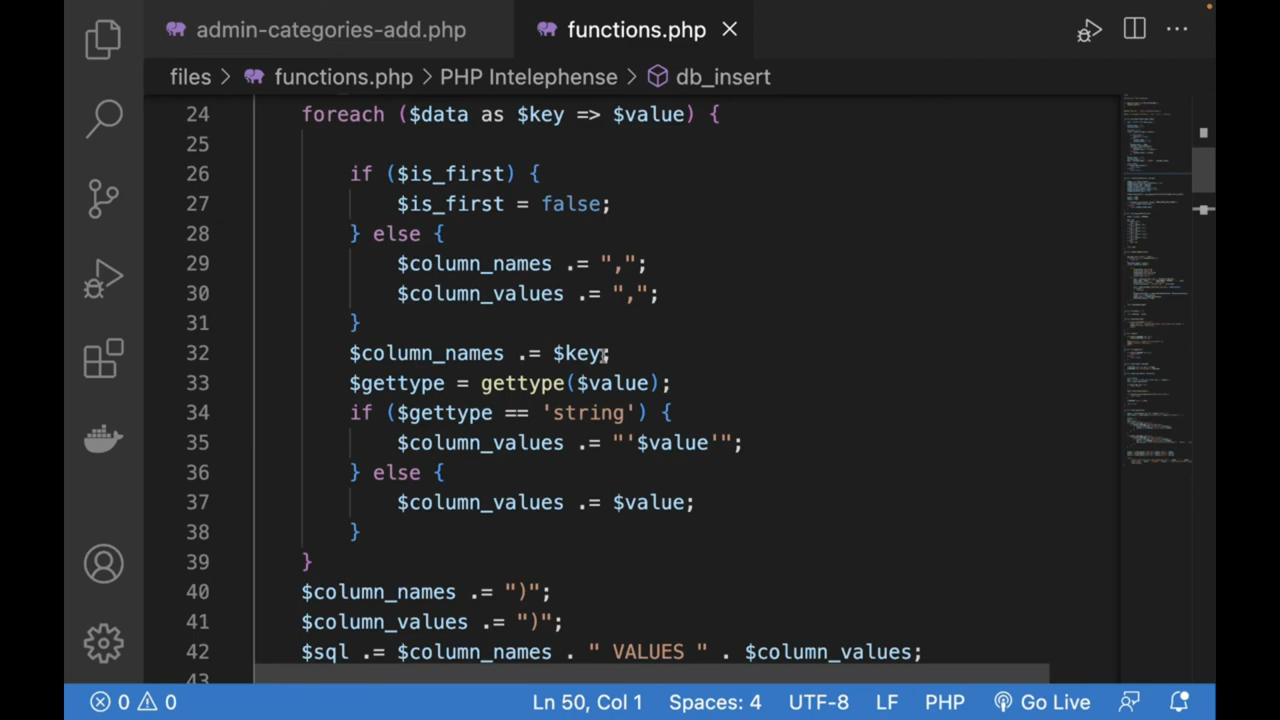 admin-categories-add.php
functions.php
files > functions.php > PHP Intelephense > db_insert
24 foreach ($data as $key => $value) {
25
26 if ($is_first) {
27 $is_first = false;
28 } else {
29 $column_names .= ",";
30 $column_values .= ",";
31 }
32 $column_names .= $key;
33 $gettype = gettype($value);
34 if ($gettype == 'string') {
35 $column_values .= "'$value'";
36 } else {
37 $column_values .= $value;
38 }
39 }
40 $column_names .= ")";
41 $column_values .= ")";
42 $sql .= $column_names . " VALUES " . $column_values;
43
0 0 Ln 50, Col 1 Spaces: 4 UTF-8 LF PHP Go Live